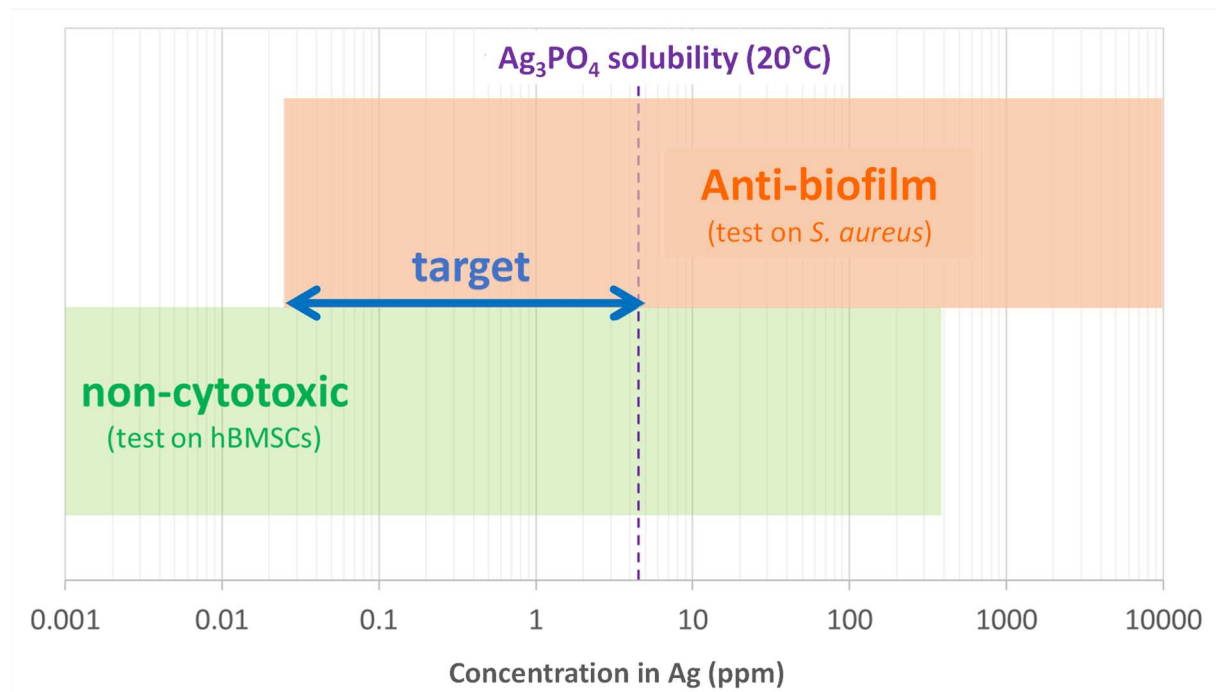 Ag₃PO₄ solubility (20°C)
Anti-biofilm
(test on S. aureus)
target
non-cytotoxic
(test on hBMSCs)
0.001 0.01 0.1 1 10 100 1000 10000
Concentration in Ag (ppm)